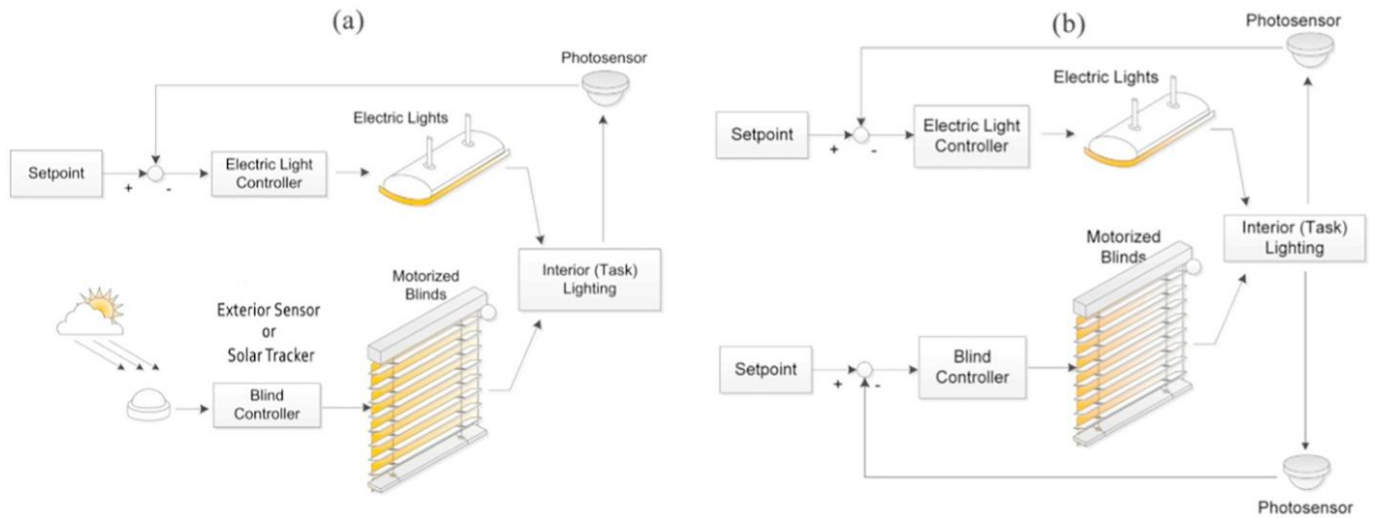 (a)
Photosensor
Electric Lights
Setpoint
+
-
Electric Light
Controller
Interior (Task)
Lighting
Motorized
Blinds
Exterior Sensor
or
Solar Tracker
Blind
Controller
(b)
Photosensor
Electric Lights
Setpoint
+
-
Electric Light
Controller
Interior (Task)
Lighting
Motorized
Blinds
Setpoint
+
-
Blind
Controller
Photosensor